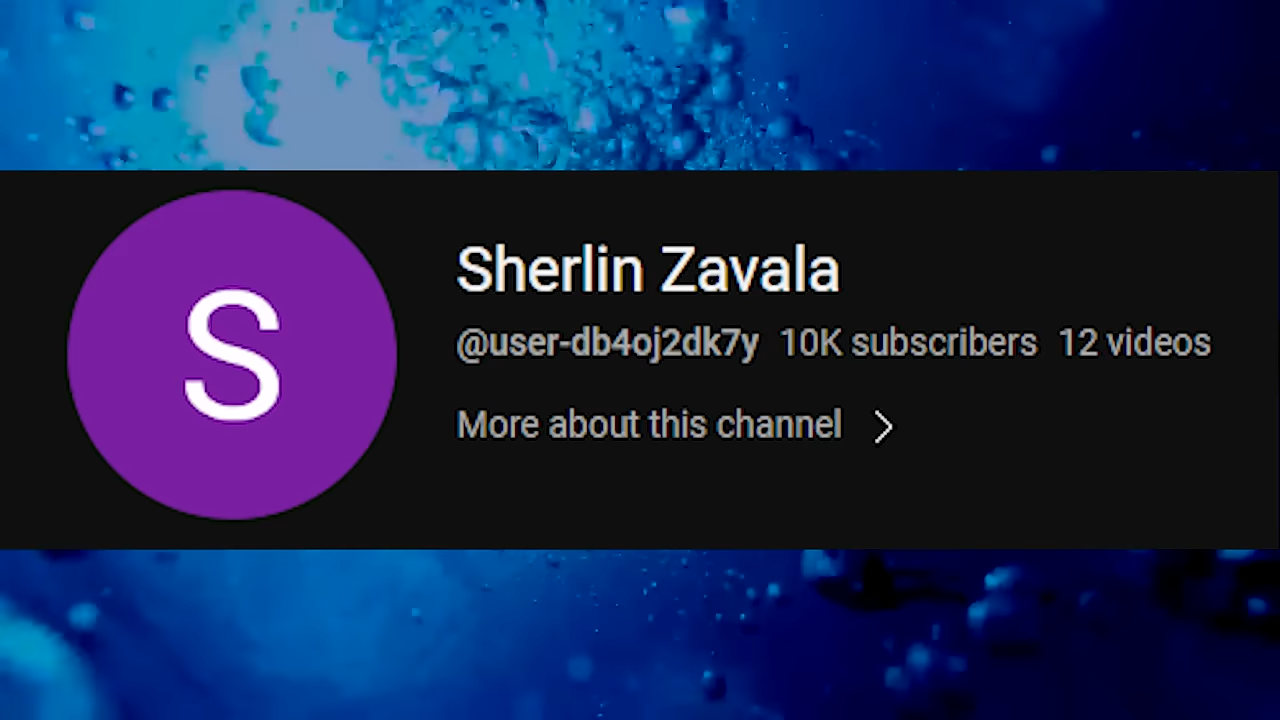 S
Sherlin Zavala
@user-db4oj2dk7y 10K subscribers 12 videos
More about this channel